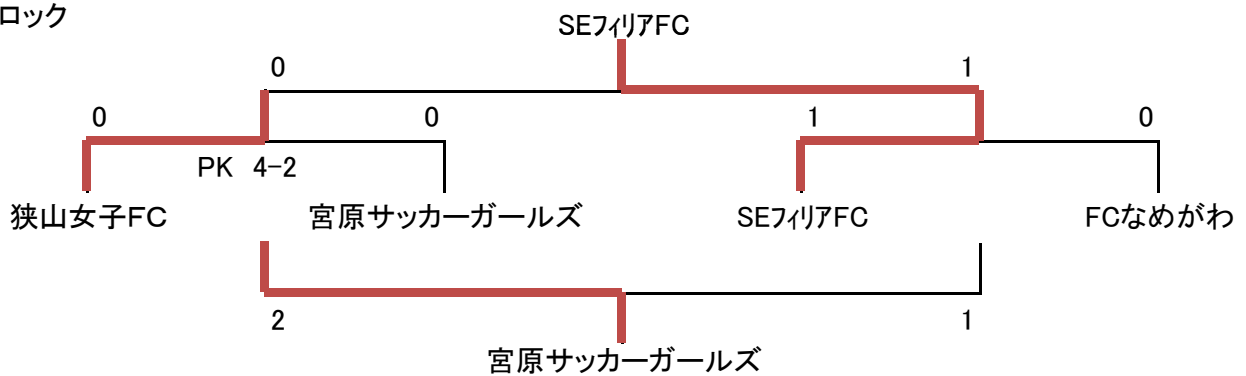 ロック
SEフィリアFC
0 1
0 0 1 0
PK 4-2
狭山女子FC 宮原サッカーガールズ SEフィリアFC FCなめがわ
2 1
宮原サッカーガールズ